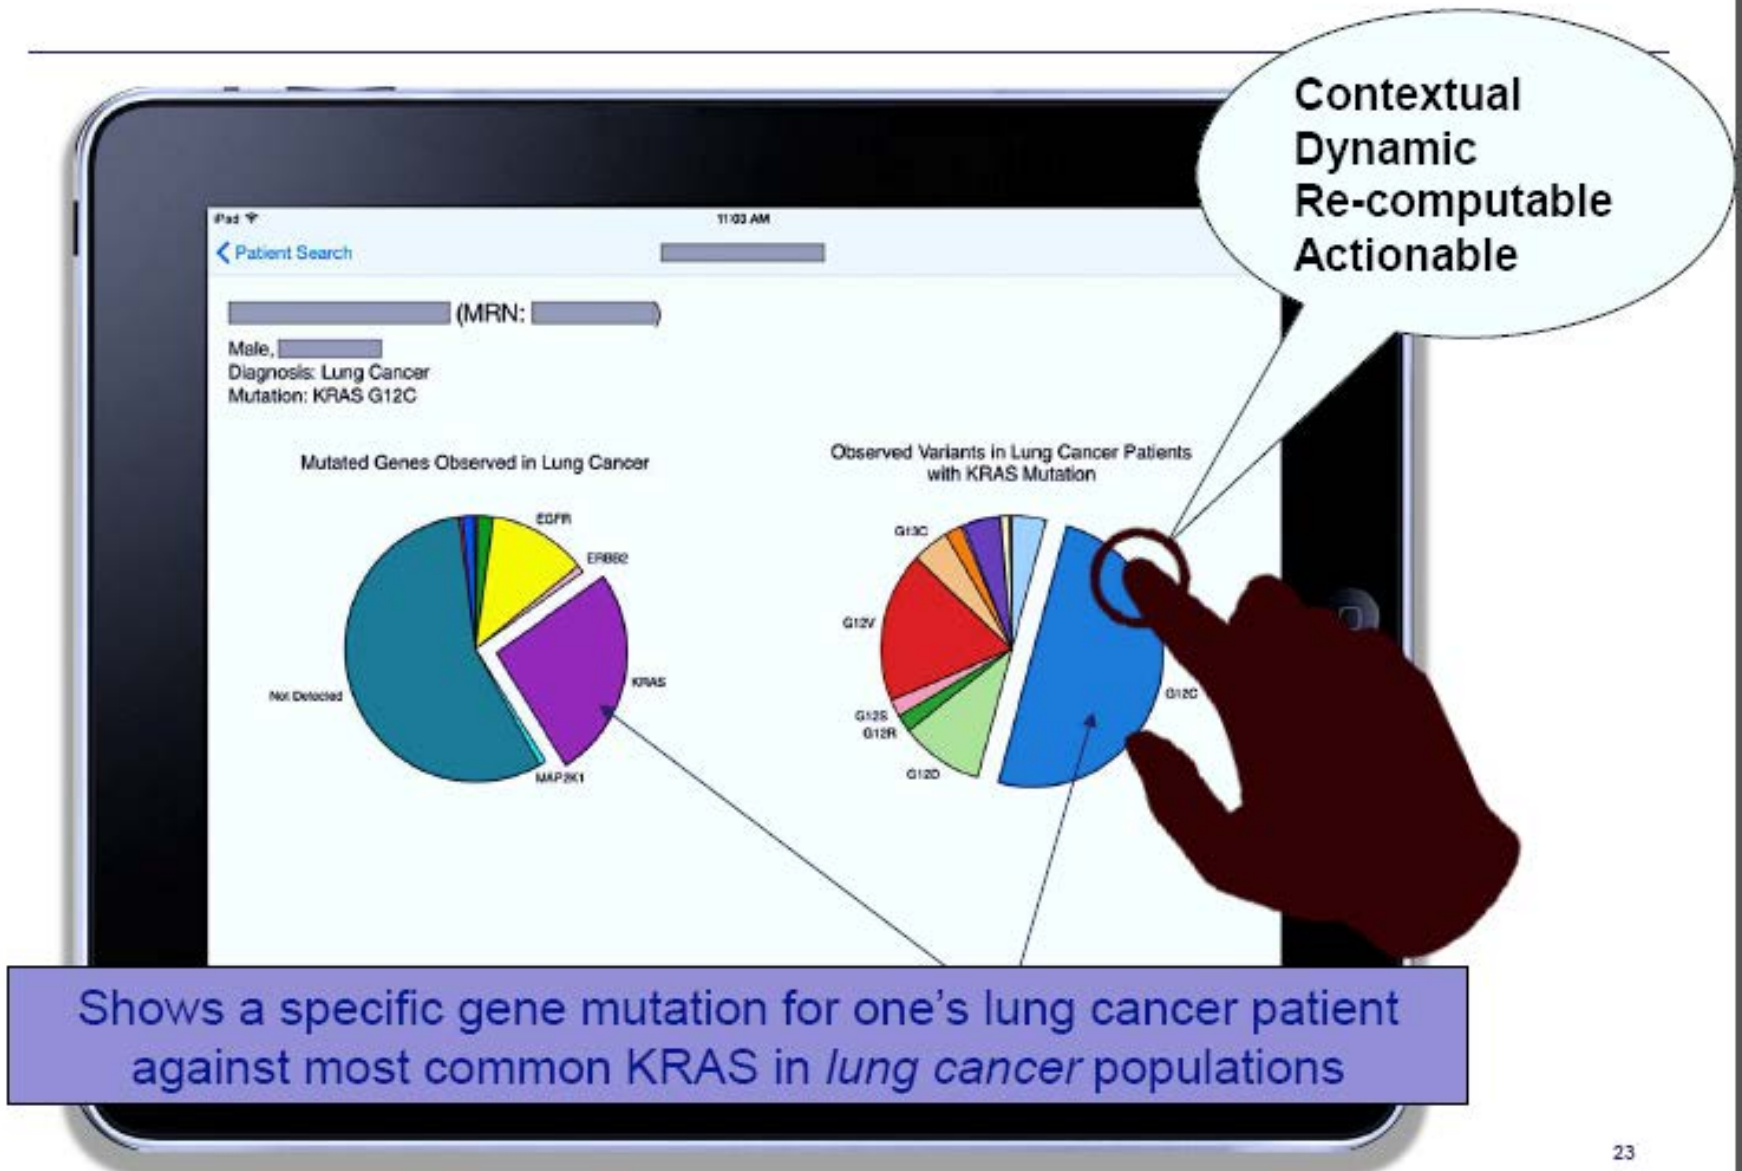 Contextual
Dynamic
Re-computable
Actionable
iPad
11:03 AM
Patient Search
(MRN: )
Male,
Diagnosis: Lung Cancer
Mutation: KRAS G12C
Mutated Genes Observed in Lung Cancer
EGFR
ERBB2
KRAS
MAP2K1
Not Detected
Observed Variants in Lung Cancer Patients
with KRAS Mutation
G13C
G12V
G12S
G12R
G12D
G12C
Shows a specific gene mutation for one's lung cancer patient
against most common KRAS in lung cancer populations
23